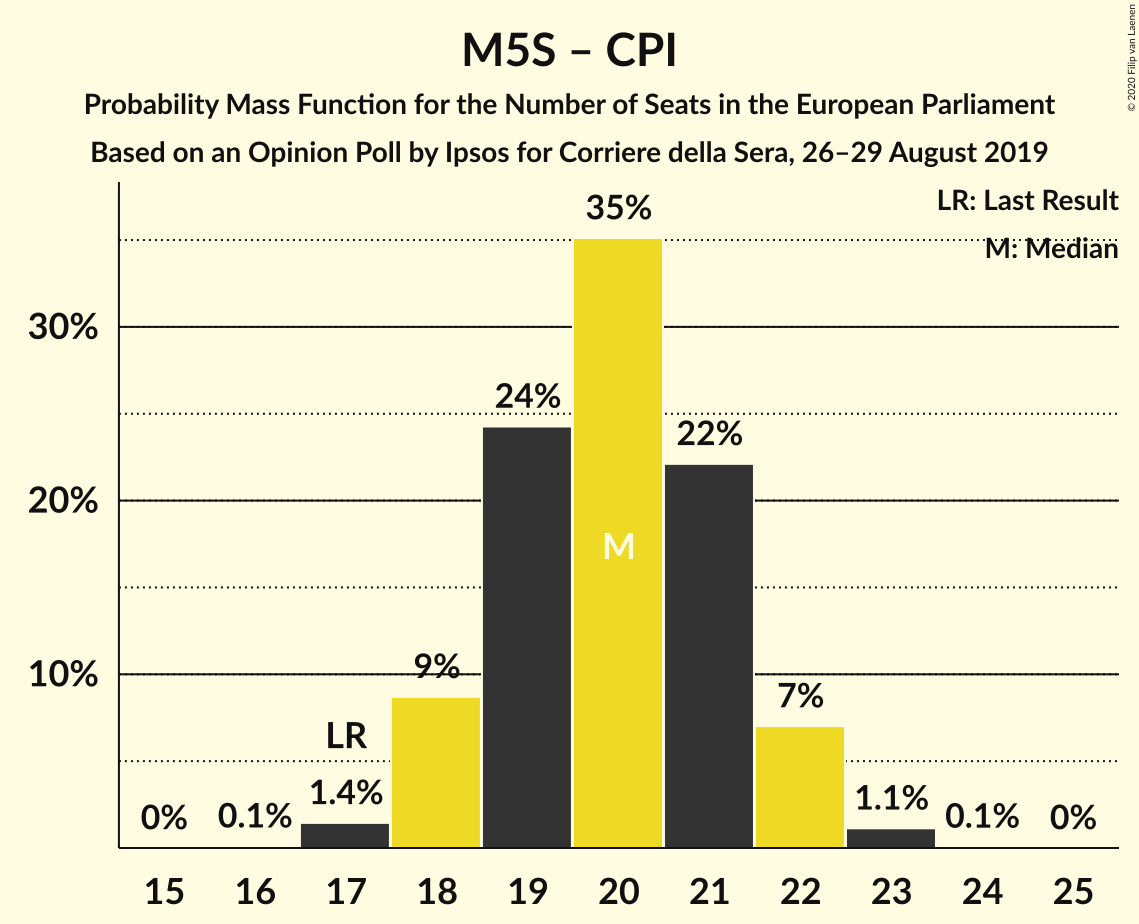 M5S – CPI
Probability Mass Function for the Number of Seats in the European Parliament
Based on an Opinion Poll by Ipsos for Corriere della Sera, 26–29 August 2019
© 2020 Filip van Laenen
LR: Last Result
M: Median
30%
20%
10%
0%
0.1%
LR
1.4%
9%
24%
35%
M
22%
7%
1.1%
0.1%
0%
15 16 17 18 19 20 21 22 23 24 25